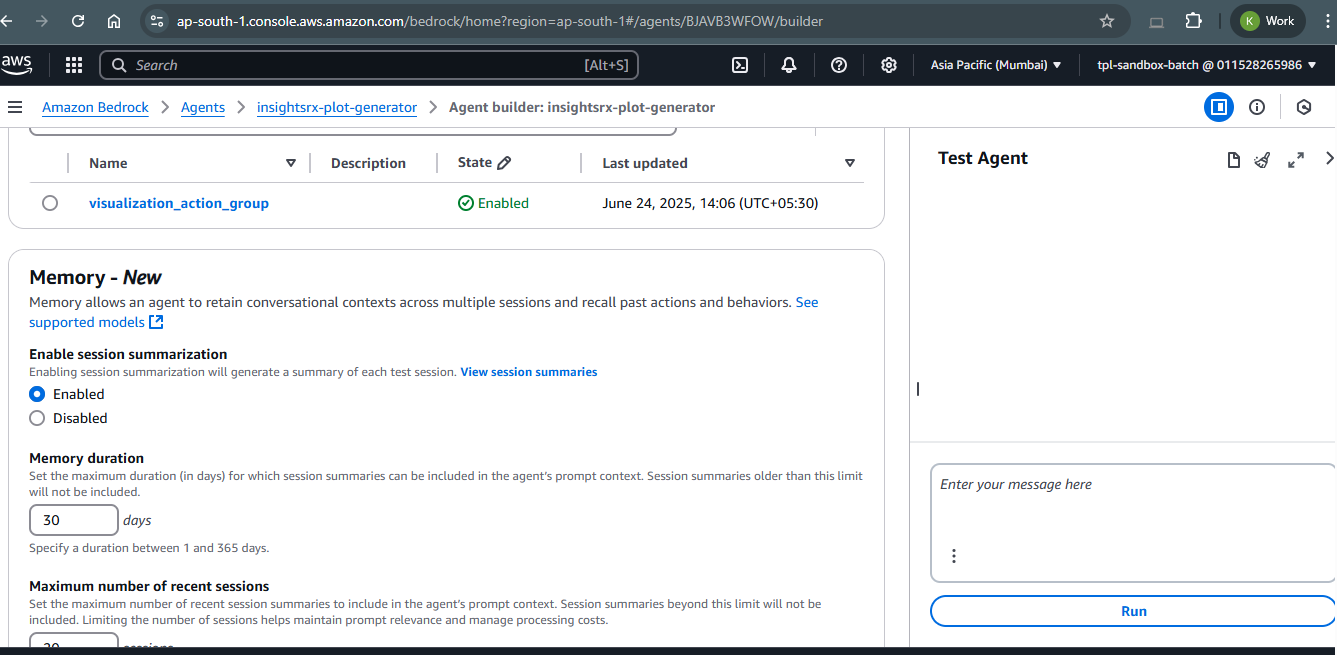 ap-south-1.console.aws.amazon.com/bedrock/home?region=ap-south-1#/agents/BJAVB3WFOW/builder
K Work
aws
Search [Alt+S]
Asia Pacific (Mumbai)
tpl-sandbox-batch @ 011528265986
Amazon Bedrock > Agents > insightsrx-plot-generator > Agent builder: insightsrx-plot-generator
Name Description State Last updated
visualization_action_group Enabled June 24, 2025, 14:06 (UTC+05:30)
Memory - New
Memory allows an agent to retain conversational contexts across multiple sessions and recall past actions and behaviors. See
supported models
Enable session summarization
Enabling session summarization will generate a summary of each test session. View session summaries
Enabled
Disabled
Memory duration
Set the maximum duration (in days) for which session summaries can be included in the agent's prompt context. Session summaries older than this limit
will not be included.
30 days
Specify a duration between 1 and 365 days.
Maximum number of recent sessions
Set the maximum number of recent session summaries to include in the agent's prompt context. Session summaries beyond this limit will not be
included. Limiting the number of sessions helps maintain prompt relevance and manage processing costs.
20 sessions
Test Agent
Enter your message here
Run